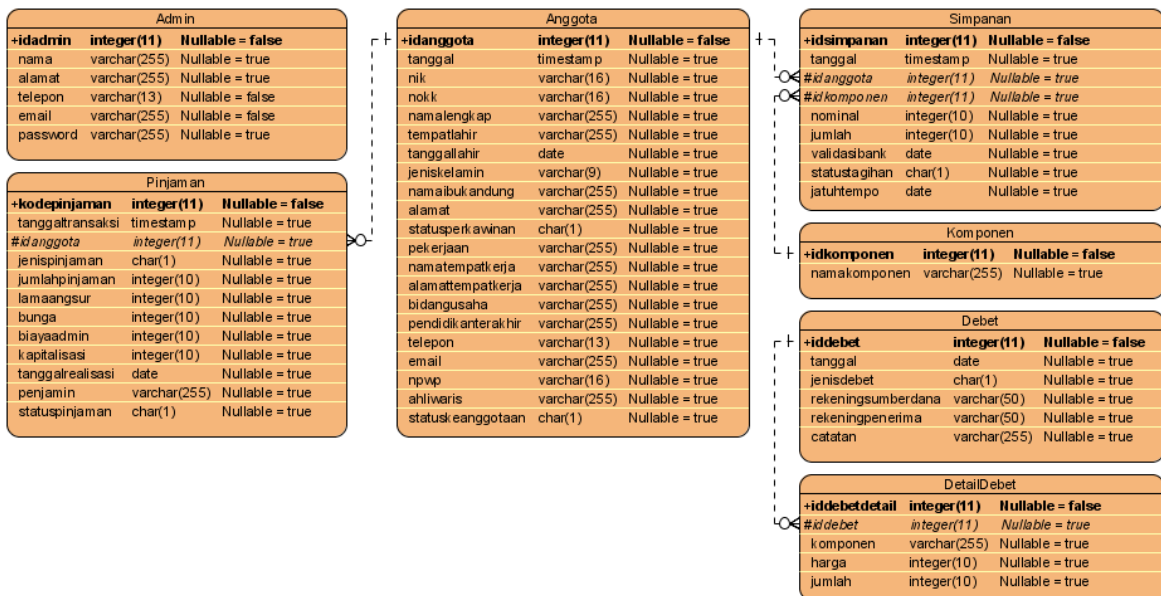 Admin
+idadmin integer(11) Nullable = false
nama varchar(255) Nullable = true
alamat varchar(255) Nullable = true
telepon varchar(13) Nullable = false
email varchar(255) Nullable = false
password varchar(255) Nullable = true
Pinjaman
+kodepinjaman integer(11) Nullable = false
tanggaltransaksi timestamp Nullable = true
#idanggota integer(11) Nullable = true
jenispinjaman char(1) Nullable = true
jumlahpinjaman integer(10) Nullable = true
lamaangsur integer(10) Nullable = true
bunga integer(10) Nullable = true
biayaadmin integer(10) Nullable = true
kapitalisasi integer(10) Nullable = true
tanggalrealisasi date Nullable = true
penjamin varchar(255) Nullable = true
statuspinjaman char(1) Nullable = true
Anggota
+idanggota integer(11) Nullable = false
tanggal timestamp Nullable = true
nik varchar(16) Nullable = true
nokk varchar(16) Nullable = true
namalengkap varchar(255) Nullable = true
tempatlahir varchar(255) Nullable = true
tanggallahir date Nullable = true
jeniskelamin varchar(9) Nullable = true
namaibukandung varchar(255) Nullable = true
alamat varchar(255) Nullable = true
statusperkawinan char(1) Nullable = true
pekerjaan varchar(255) Nullable = true
namatempatkerja varchar(255) Nullable = true
alamattempatkerja varchar(255) Nullable = true
bidangusaha varchar(255) Nullable = true
pendidikanterakhir varchar(255) Nullable = true
telepon varchar(13) Nullable = true
email varchar(255) Nullable = true
npwp varchar(16) Nullable = true
ahliwaris varchar(255) Nullable = true
statuskeanggotaan char(1) Nullable = true
Simpanan
+idsimpanan integer(11) Nullable = false
tanggal timestamp Nullable = true
#idanggota integer(11) Nullable = true
#idkomponen integer(11) Nullable = true
nominal integer(10) Nullable = true
jumlah integer(10) Nullable = true
validasibank date Nullable = true
statustagihan char(1) Nullable = true
jatuhtempo date Nullable = true
Komponen
+idkomponen integer(11) Nullable = false
namakomponen varchar(255) Nullable = true
Debet
+iddebet integer(11) Nullable = false
tanggal date Nullable = true
jenisdebet char(1) Nullable = true
rekeningsumberdana varchar(50) Nullable = true
rekeningpenerima varchar(50) Nullable = true
catatan varchar(255) Nullable = true
DetailDebet
+iddebetdetail integer(11) Nullable = false
#iddebet integer(11) Nullable = true
komponen varchar(255) Nullable = true
harga integer(10) Nullable = true
jumlah integer(10) Nullable = true